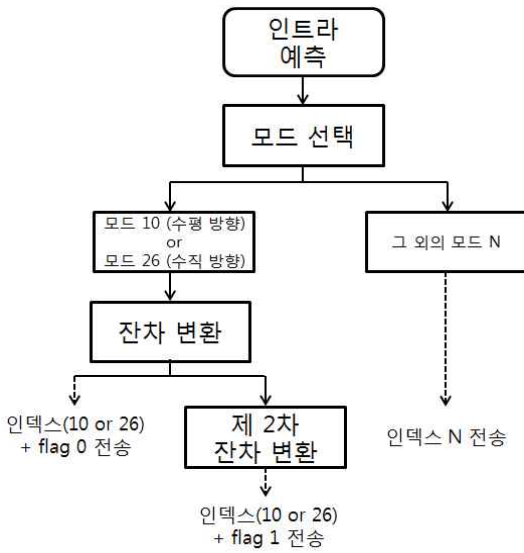 인트라
예측
모드 선택
모드 10 (수평 방향)
or
모드 26 (수직 방향)
그 외의 모드 N
잔차 변환
인덱스(10 or 26)
+ flag 0 전송
제 2차
잔차 변환
인덱스 N 전송
인덱스(10 or 26)
+ flag 1 전송